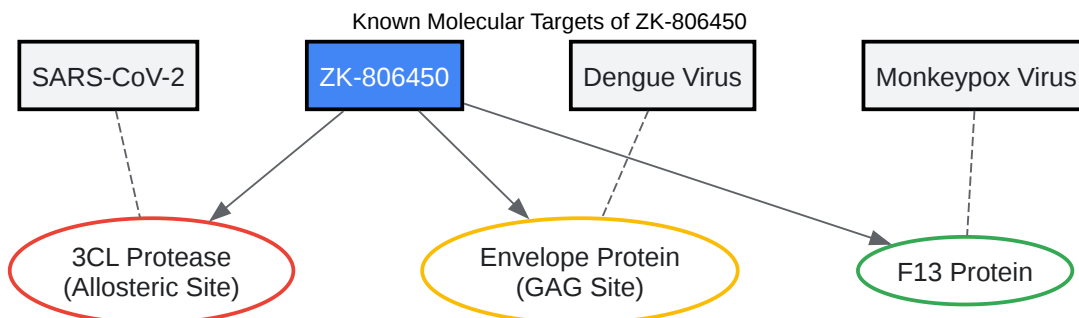 Known Molecular Targets of ZK-806450
SARS-CoV-2
ZK-806450
Dengue Virus
Monkeypox Virus
3CL Protease
(Allosteric Site)
Envelope Protein
(GAG Site)
F13 Protein